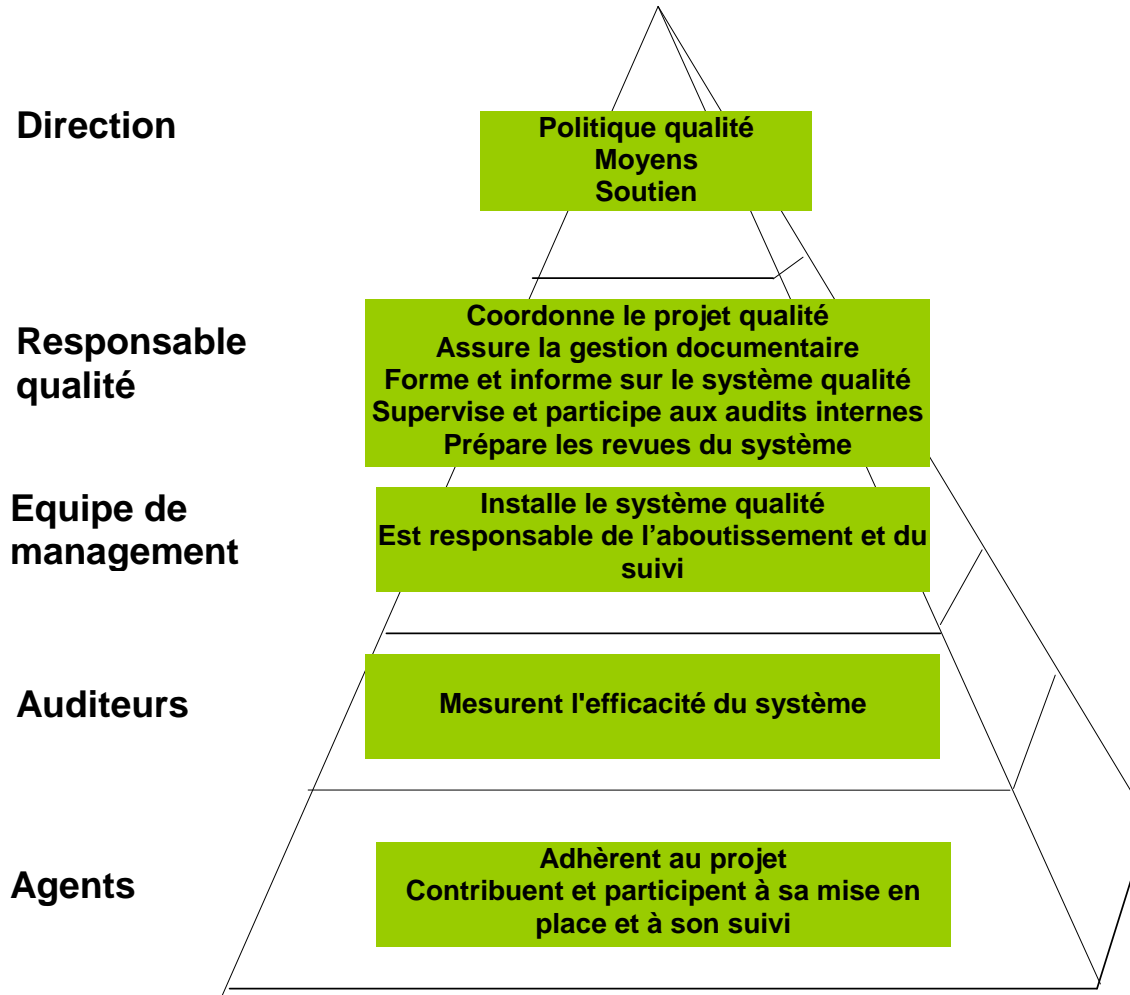 Direction
Politique qualité
Moyens
Soutien
Responsable
qualité
Coordonne le projet qualité
Assure la gestion documentaire
Forme et informe sur le système qualité
Supervise et participe aux audits internes
Prépare les revues du système
Equipe de
management
Installe le système qualité
Est responsable de l’aboutissement et du
suivi
Auditeurs
Mesurent l'efficacité du système
Agents
Adhèrent au projet
Contribuent et participent à sa mise en
place et à son suivi